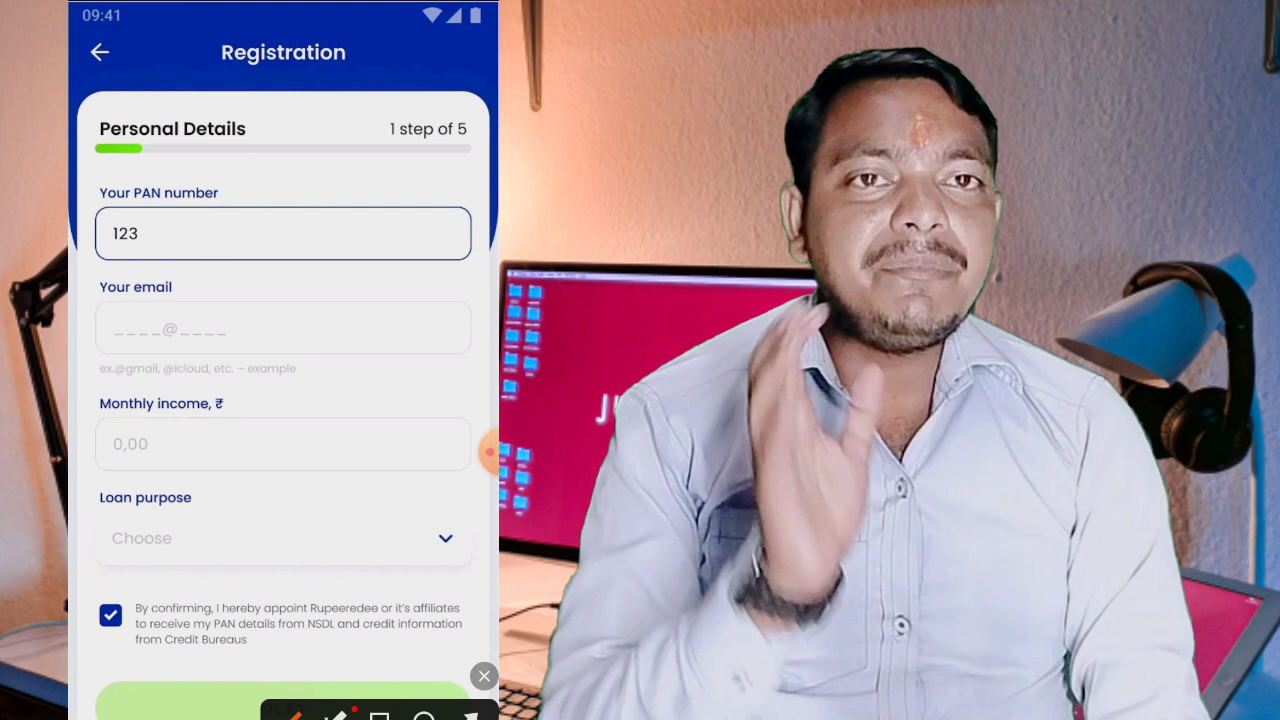 09:41
Registration
Personal Details
1 step of 5
Your PAN number
123
Your email
____@____
ex.@gmail, @icloud, etc. – example
Monthly income, ₹
0,00
Loan purpose
Choose
By confirming, I hereby appoint Rupeeredee or it's affiliates
to receive my PAN details from NSDL and credit information
from Credit Bureaus